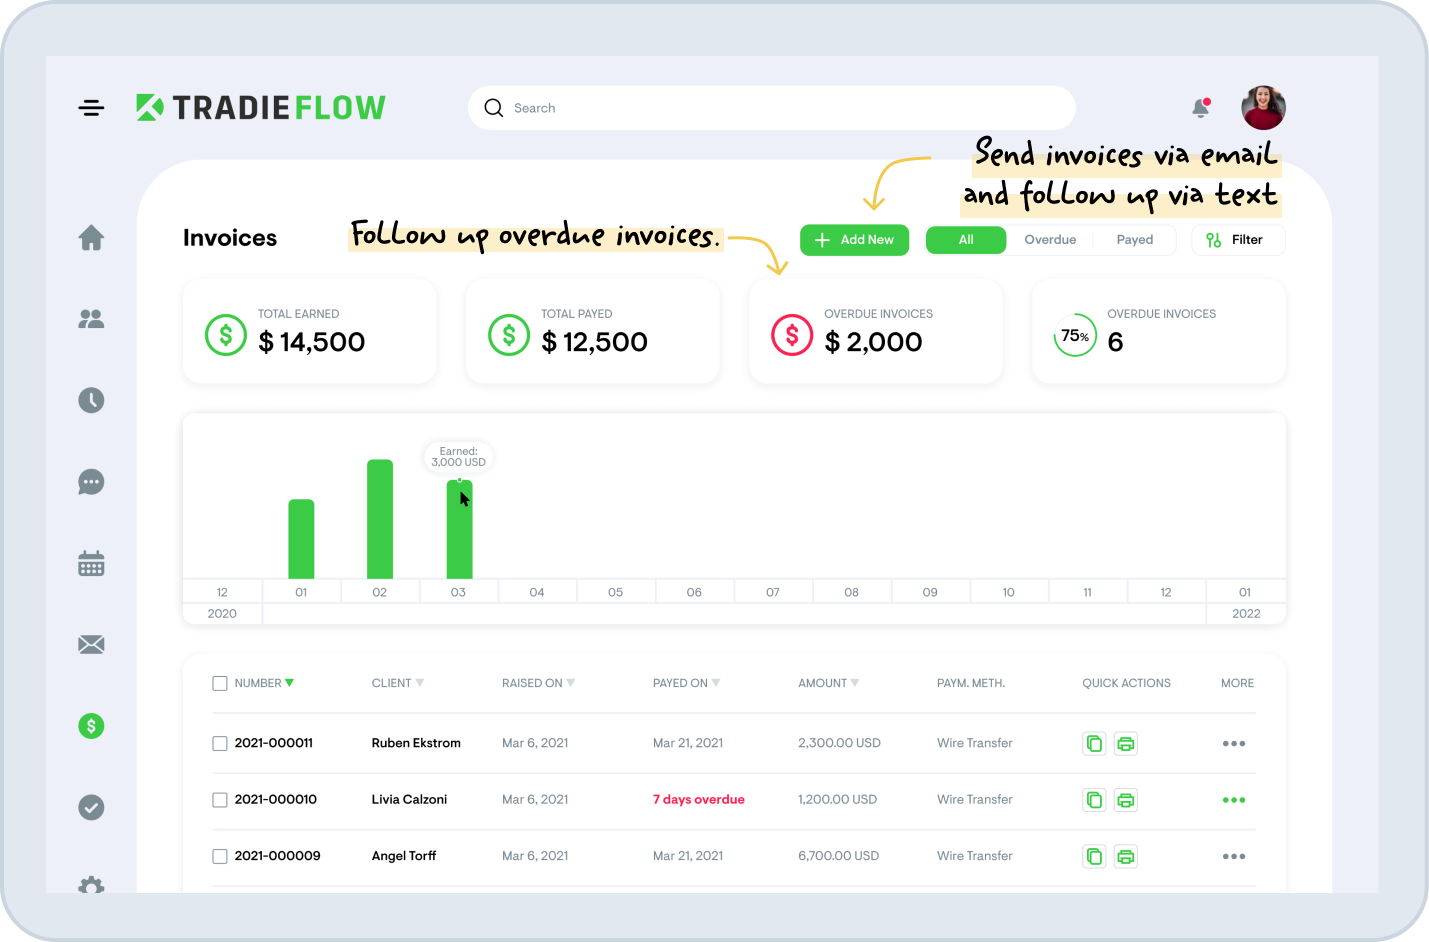 TRADIEFLOW
Search
Send invoices via email
and follow up via text
Invoices
Follow up overdue invoices.
Add New
All
Overdue
Payed
Filter
TOTAL EARNED
$ 14,500
TOTAL PAYED
$ 12,500
OVERDUE INVOICES
$ 2,000
75%
OVERDUE INVOICES
6
Earned:
3,000 USD
12 01 02 03 04 05 06 07 08 09 10 11 12 01
2020 2022
NUMBER CLIENT RAISED ON PAYED ON AMOUNT PAYM. METH. QUICK ACTIONS MORE
2021-000011 Ruben Ekstrom Mar 6, 2021 Mar 21, 2021 2,300.00 USD Wire Transfer
2021-000010 Livia Calzoni Mar 6, 2021 7 days overdue 1,200.00 USD Wire Transfer
2021-000009 Angel Torff Mar 6, 2021 Mar 21, 2021 6,700.00 USD Wire Transfer